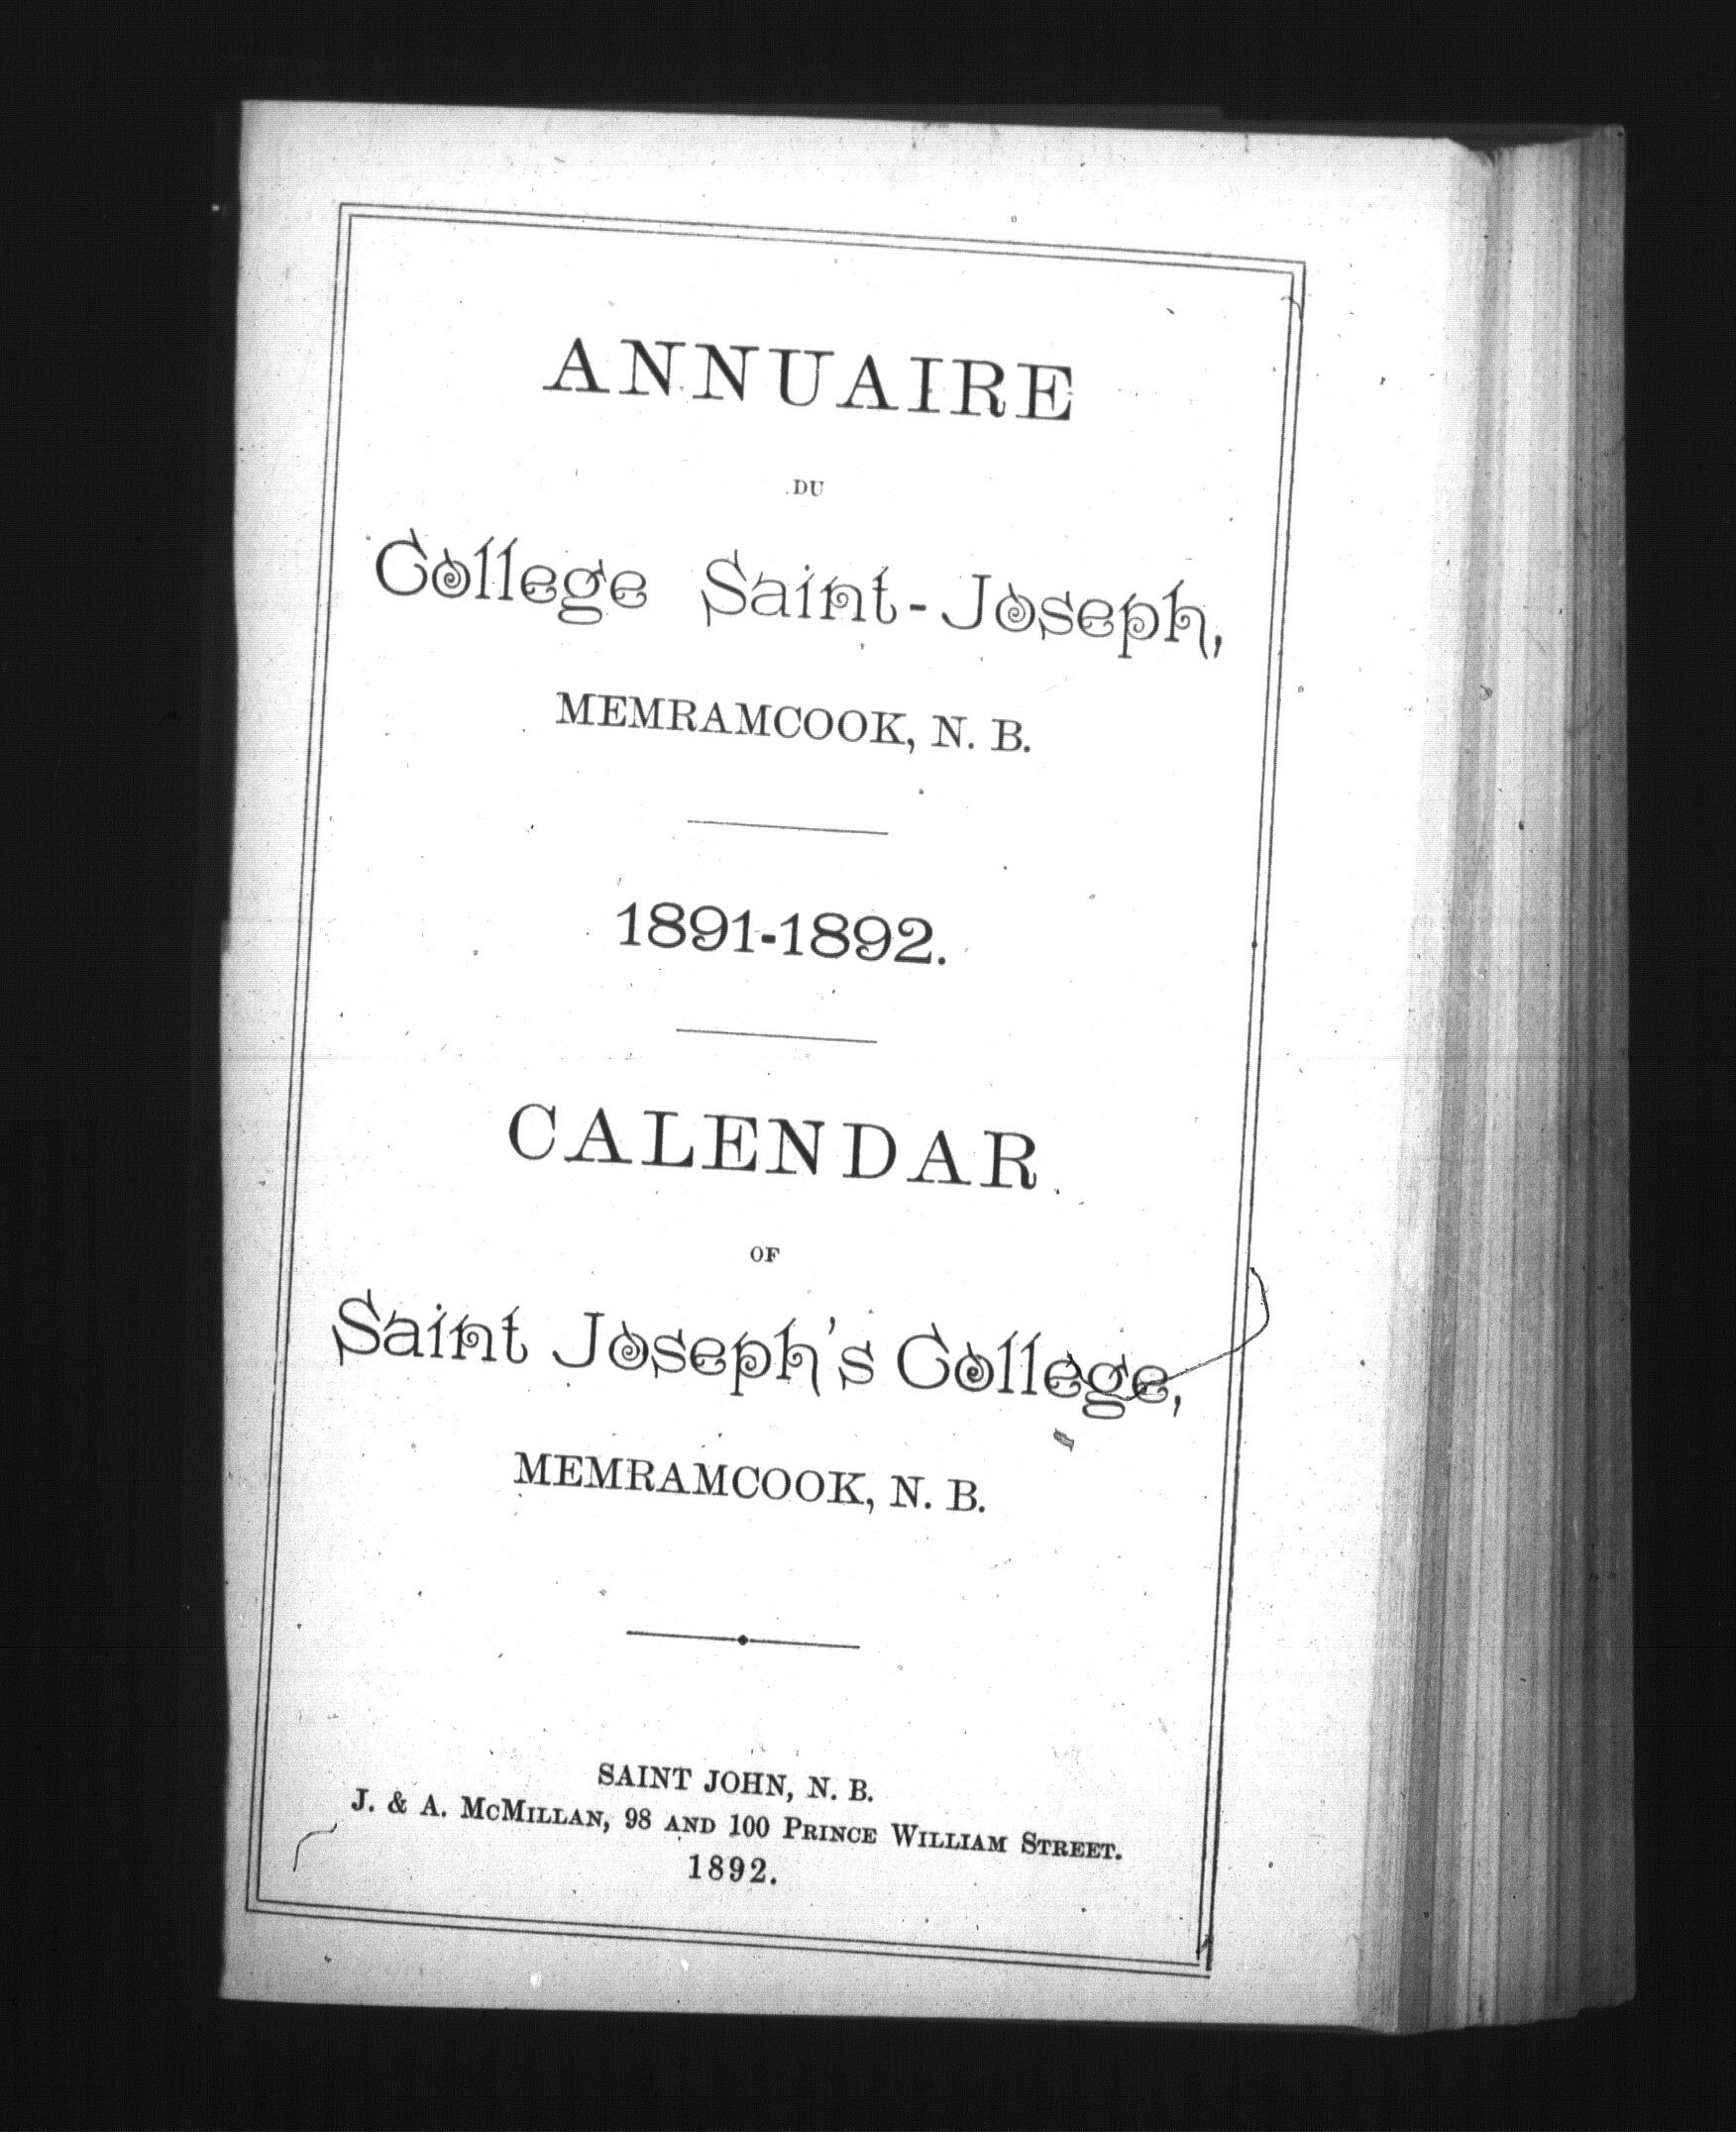 ANNUAIRE
DU
College Saint-Joseph,
MEMRAMCOOK, N. B.
1891-1892.
CALENDAR
OF
Saint Joseph's College,
MEMRAMCOOK, N. B.
SAINT JOHN, N. B.
J. & A. McMILLAN, 98 AND 100 PRINCE WILLIAM STREET.
1892.